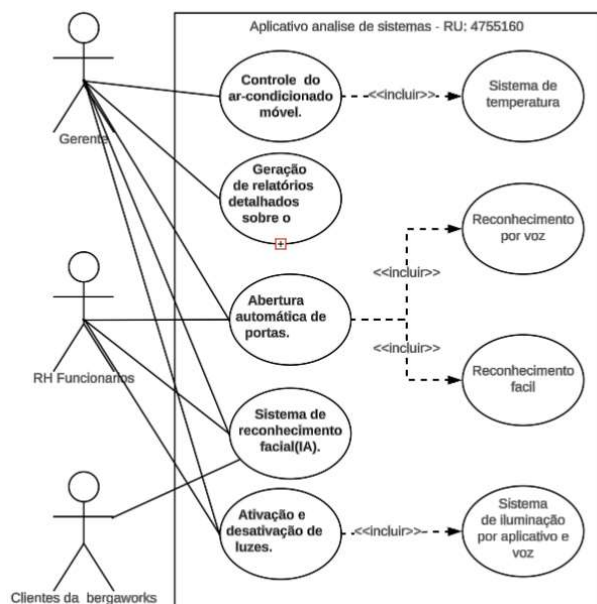 Aplicativo analise de sistemas - RU: 4755160
Gerente
Controle do
ar-condicionado
móvel.
<<incluir>>
Sistema de
temperatura
Geração
de relatórios
detalhados
sobre o
Reconhecimento
por voz
<<incluir>>
RH Funcionarios
Abertura
automática de
portas.
<<incluir>>
Reconhecimento
facil
Sistema de
reconhecimento
facial(IA).
Clientes da bergaworks
Ativação e
desativação de
luzes.
<<incluir>>
Sistema
de iluminação
por aplicativo e
voz